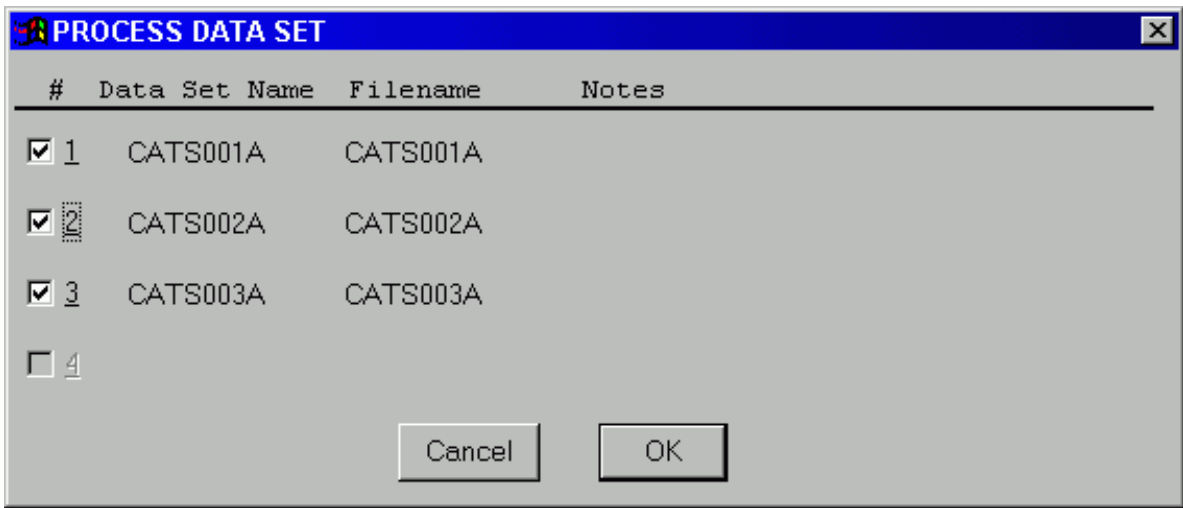 PROCESS DATA SET
# Data Set Name Filename Notes
1 CATS001A CATS001A
2 CATS002A CATS002A
3 CATS003A CATS003A
4
Cancel OK